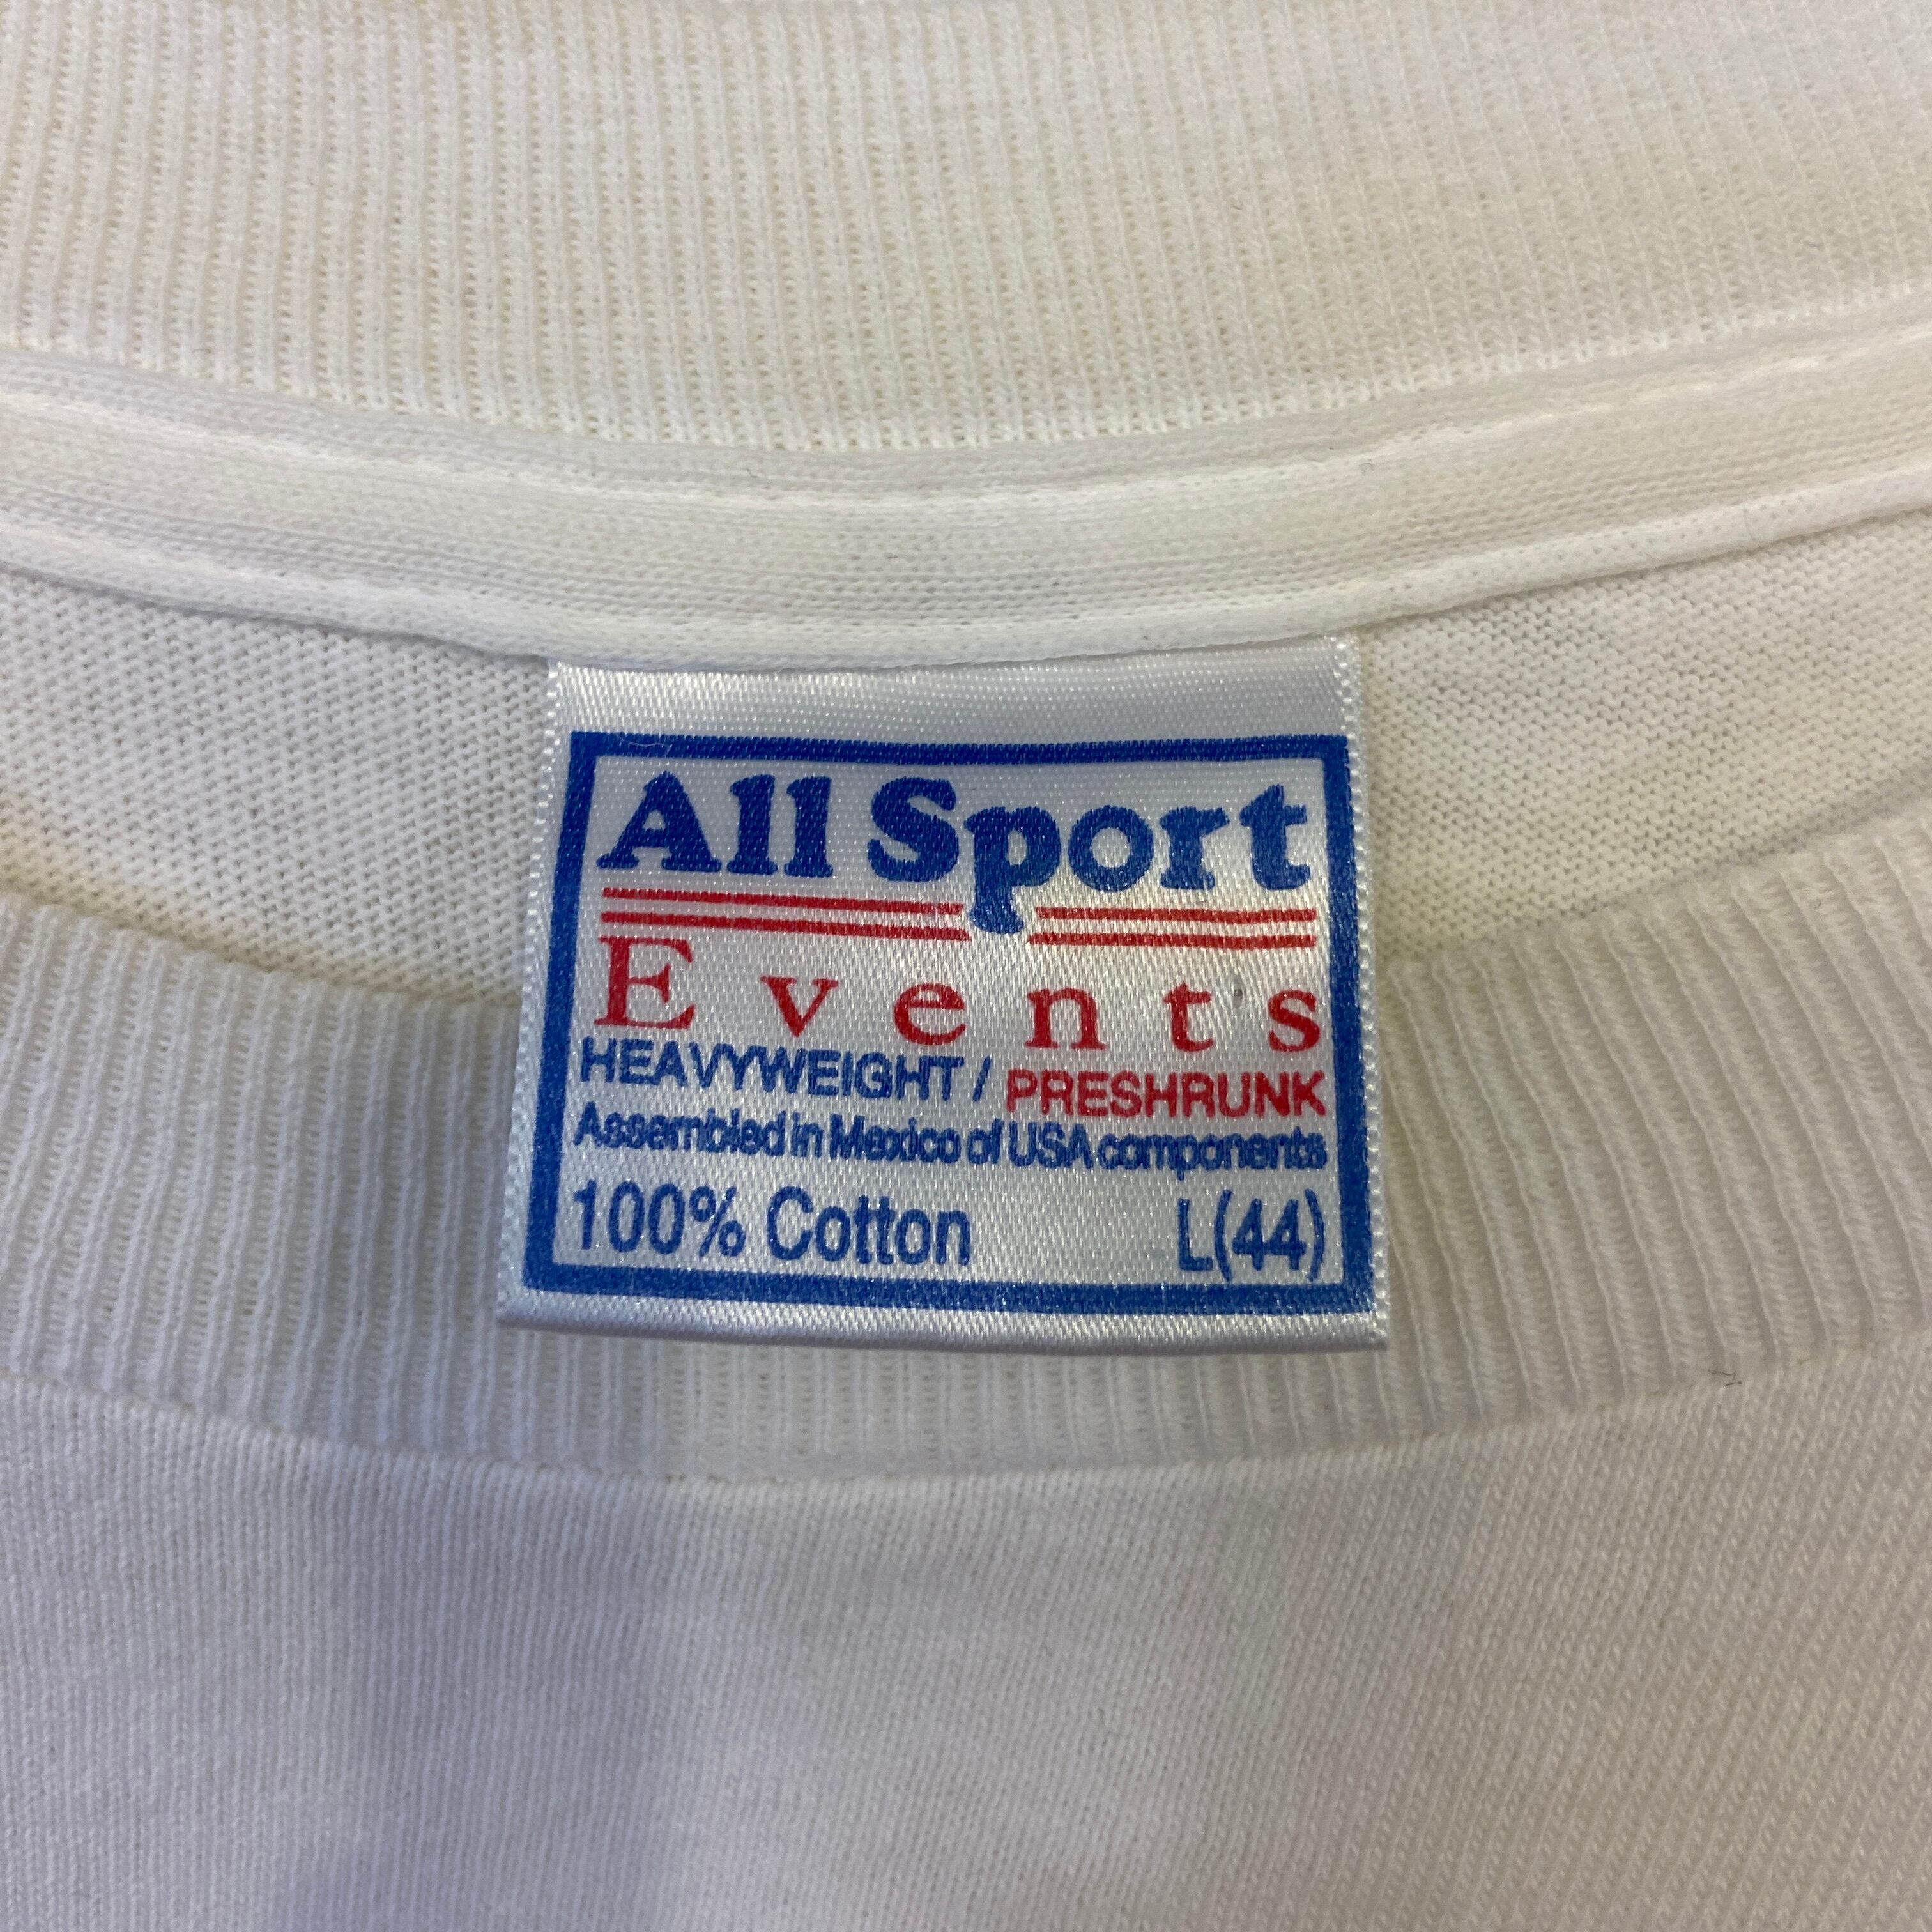 All Sport
Events
HEAVYWEIGHT / PRESHRUNK
Assembled in Mexico of USA components
100% Cotton L(44)